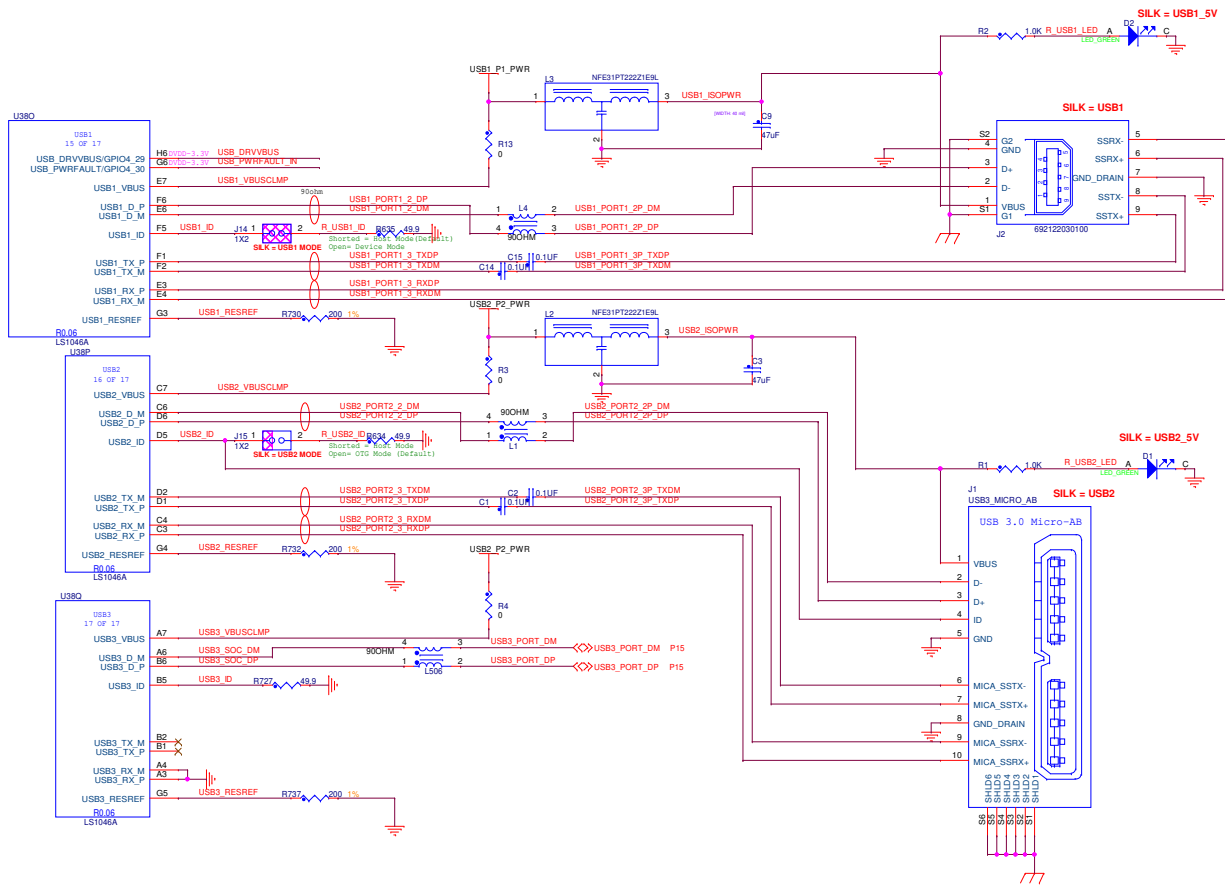 SILK = USB1_5V
D2
R2
1.0K
R_USB1_LED
A
C
LED_GREEN
USB1_P1_PWR
L3
NFE31PT222Z1E9L
1
3
USB1_ISOPWR
2
C9
47uF
SILK = USB1
U38O
USB1
15 OF 17
R13
0
USB_DRVVBUS/GPIO4_29
H6
DVDD-3.3V
USB_DRVVBUS
USB_PWRFAULT/GPIO4_30
G6
DVDD-3.3V
USB_PWRFAULT_IN
USB1_VBUS
E7
USB1_VBUSCLMP
90ohm
USB1_D_P
F6
USB1_PORT1_2_DP
USB1_D_M
E6
USB1_PORT1_2_DM
1
L4
2
USB1_PORT1_2P_DM
4
3
USB1_PORT1_2P_DP
90OHM
USB1_ID
F5
USB1_ID
J14
1
2
1X2
R_USB1_ID
R635
49.9
SILK = USB1 MODE
Shorted = Host Mode(Default)
Open= Device Mode
USB1_TX_P
F1
USB1_PORT1_3_TXDP
C15
0.1UF
USB1_PORT1_3P_TXDP
USB1_TX_M
F2
USB1_PORT1_3_TXDM
C14
0.1UF
USB1_PORT1_3P_TXDM
USB1_RX_P
E3
USB1_PORT1_3_RXDP
USB1_RX_M
E4
USB1_PORT1_3_RXDM
USB1_RESREF
G3
USB1_RESREF
R730
200
1%
R0.06
LS1046A
S2
G2
4
GND
3
D+
2
D-
1
VBUS
S1
G1
SSRX-
5
SSRX+
6
GND_DRAIN
7
SSTX-
8
SSTX+
9
J2
692122030100
USB2_P2_PWR
L2
NFE31PT222Z1E9L
1
3
USB2_ISOPWR
2
C3
47uF
U38P
USB2
16 OF 17
R3
0
USB2_VBUS
C7
USB2_VBUSCLMP
USB2_D_M
C6
USB2_PORT2_2_DM
USB2_D_P
D6
USB2_PORT2_2_DP
90OHM
4
3
USB2_PORT2_2P_DM
USB2_PORT2_2P_DP
1
2
L1
USB2_ID
D5
USB2_ID
J15
1
2
1X2
R_USB2_ID
R634
49.9
SILK = USB2 MODE
Shorted = Host Mode
Open= OTG Mode (Default)
USB2_TX_M
D2
USB2_PORT2_3_TXDM
C2
0.1UF
USB2_PORT2_3P_TXDM
USB2_TX_P
D1
USB2_PORT2_3_TXDP
C1
0.1UF
USB2_PORT2_3P_TXDP
USB2_RX_M
C4
USB2_PORT2_3_RXDM
USB2_RX_P
C3
USB2_PORT2_3_RXDP
USB2_RESREF
G4
USB2_RESREF
R732
200
1%
R0.06
LS1046A
SILK = USB2_5V
R1
1.0K
R_USB2_LED
A
D1
C
LED_GREEN
J1
USB3_MICRO_AB
SILK = USB2
USB 3.0 Micro-AB
1
VBUS
2
D-
3
D+
4
ID
5
GND
6
MICA_SSTX-
7
MICA_SSTX+
8
GND_DRAIN
9
MICA_SSRX-
10
MICA_SSRX+
SHLD6
SHLD5
SHLD4
SHLD3
SHLD2
SHLD1
S6
S5
S4
S3
S2
S1
USB2_P2_PWR
R4
0
U38Q
USB3
17 OF 17
USB3_VBUS
A7
USB3_VBUSCLMP
USB3_D_M
A6
USB3_SOC_DM
USB3_D_P
B6
USB3_SOC_DP
90OHM
4
3
USB3_PORT_DM
USB3_PORT_DM
P15
1
2
USB3_PORT_DP
USB3_PORT_DP
P15
L506
USB3_ID
B5
USB3_ID
R727
49.9
USB3_TX_M
B2
USB3_TX_P
B1
USB3_RX_M
A4
USB3_RX_P
A3
USB3_RESREF
G5
USB3_RESREF
R737
200
1%
R0.06
LS1046A